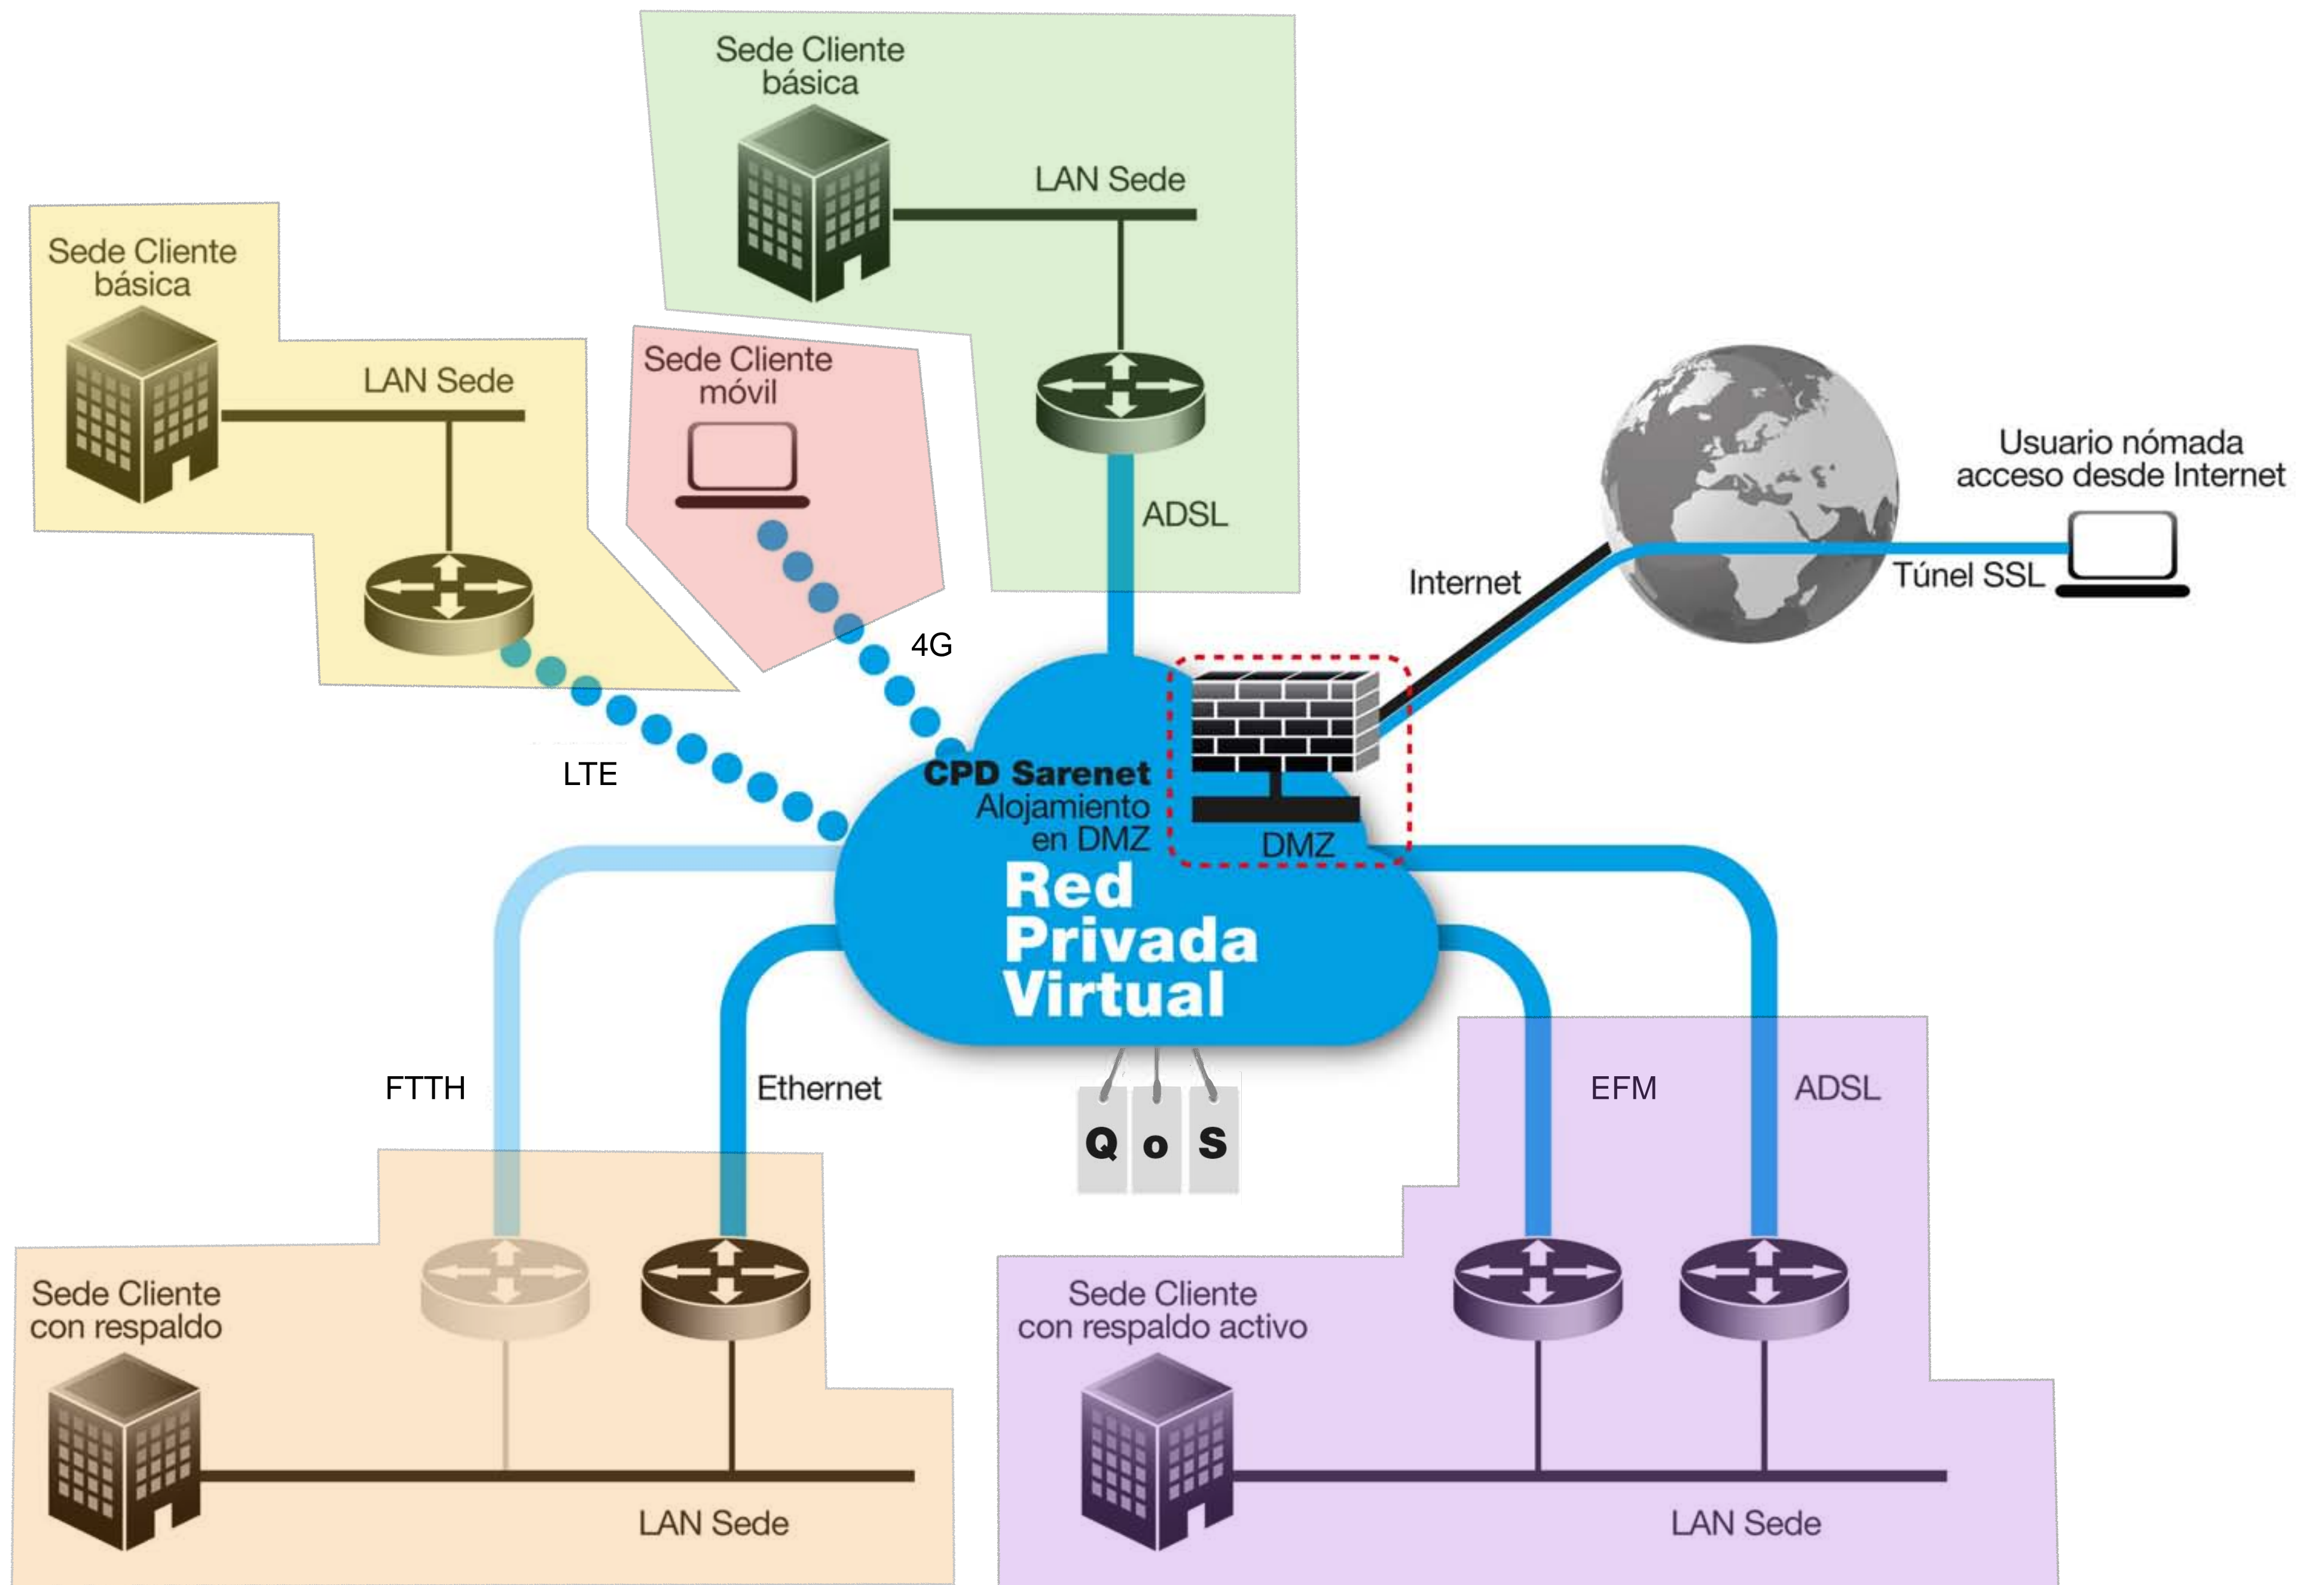 Sede Cliente
básica
LAN Sede
ADSL
Sede Cliente
básica
LAN Sede
LTE
Sede Cliente
móvil
4G
Usuario nómada
acceso desde Internet
Túnel SSL
Internet
CPD Sarenet
Alojamiento
en DMZ
DMZ
Red
Privada
Virtual
Q o S
FTTH
Ethernet
Sede Cliente
con respaldo
LAN Sede
EFM
ADSL
Sede Cliente
con respaldo activo
LAN Sede